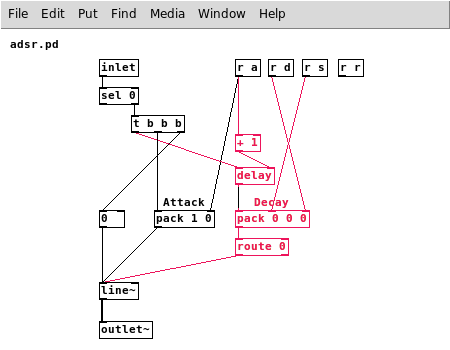 File Edit Put Find Media Window Help
adsr.pd
inlet
r a r d r s r r
sel 0
t b b b
+ 1
delay
Attack Decay
0 pack 1 0 pack 0 0 0
route 0
line~
outlet~